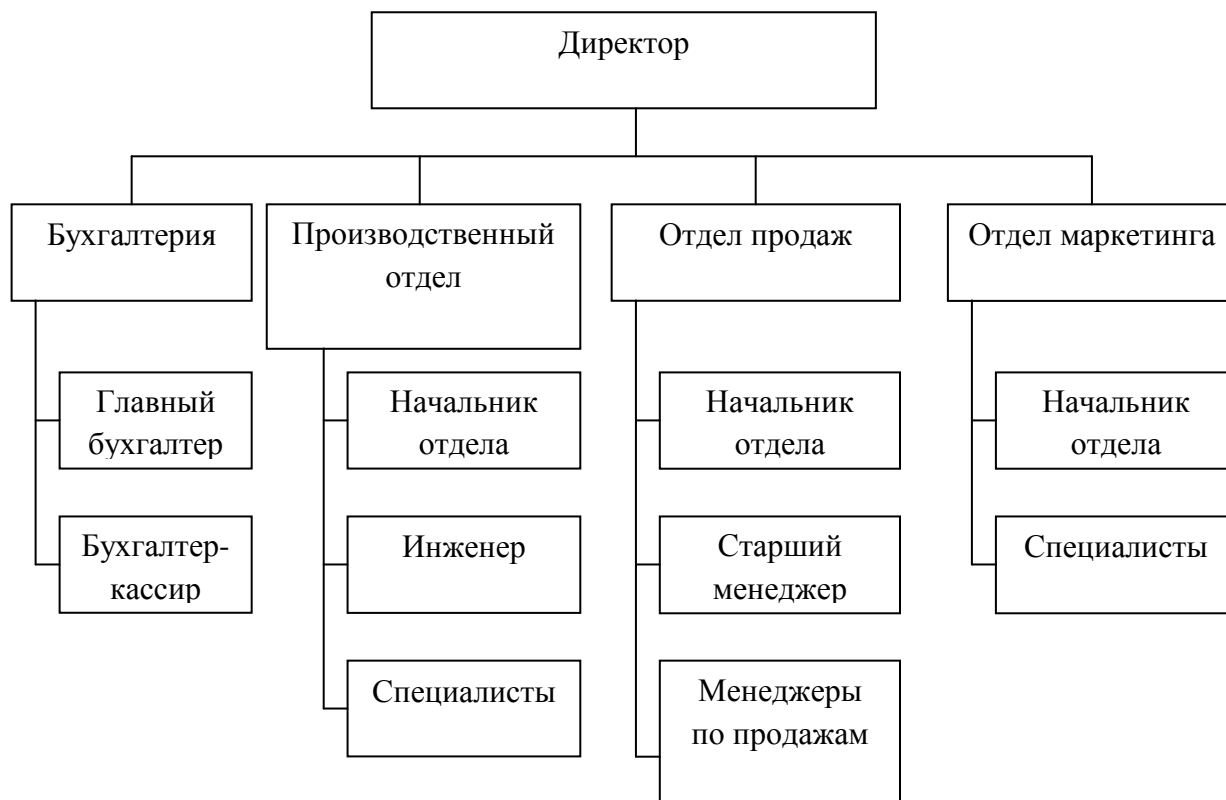 Директор
Бухгалтерия
Производственный
отдел
Отдел продаж
Отдел маркетинга
Главный
бухгалтер
Начальник
отдела
Начальник
отдела
Начальник
отдела
Бухгалтер-
кассир
Инженер
Старший
менеджер
Специалисты
Специалисты
Менеджеры
по продажам